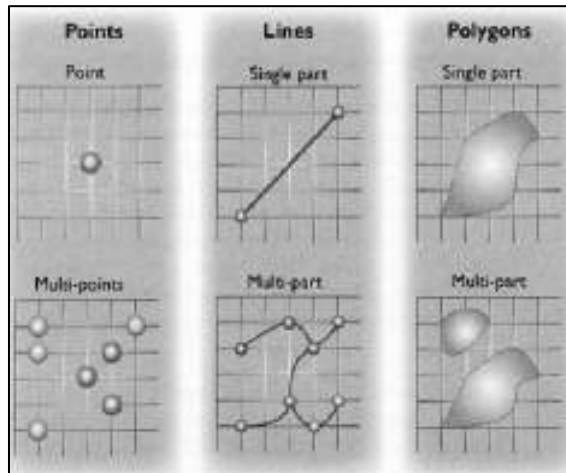 Points
Lines
Polygons
Point
Single part
Single part
Multi-points
Multi-part
Multi-part